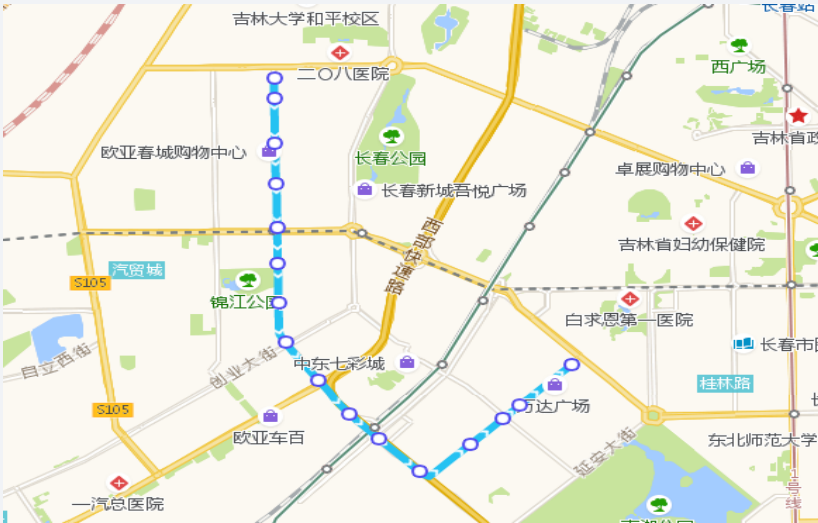 长春站
吉林大学和平校区
二〇八医院
西广场
吉林省政
欧亚春城购物中心
长春公园
长春新城吾悦广场
卓展购物中心
西部快速路
吉林省妇幼保健院
汽贸城
S105
锦江公园
白求恩第一医院
长春市图
自立西街
创业大街
中东七彩城
桂林路
S105
万达广场
欧亚车百
延安大街
东北师范大学
一汽总医院
1号线
南湖公园